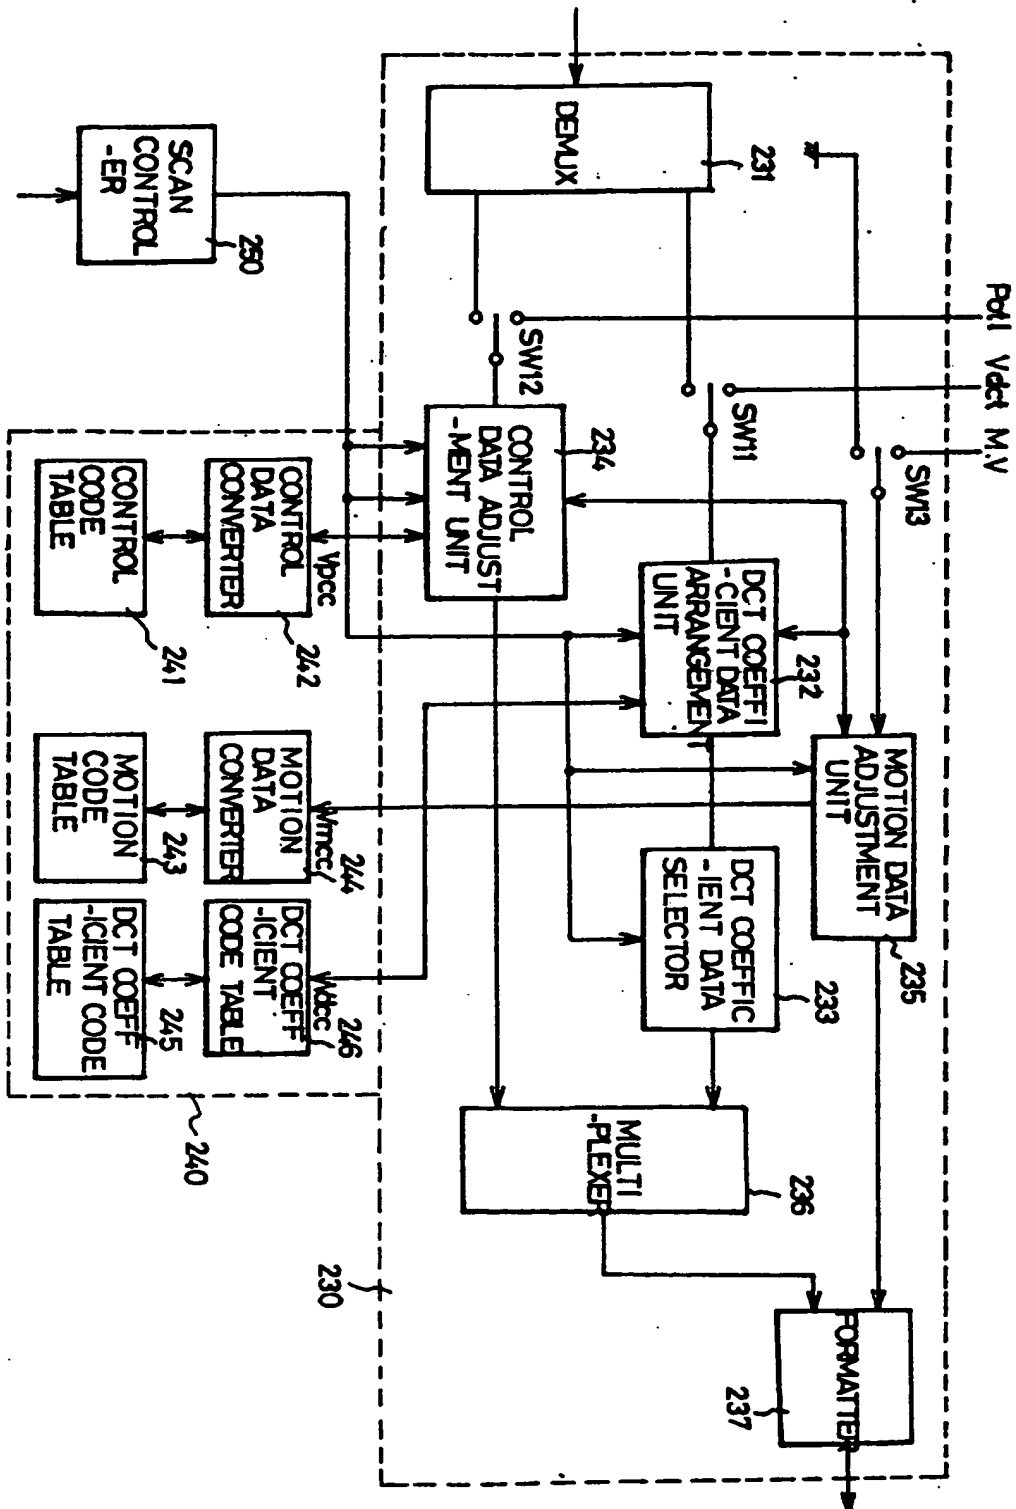 Potl
Vdct
M.V
DEMUX
231
SW12
SW11
SW13
SCAN
CONTROL
-ER
250
CONTROL
DATA ADJUST
-MENT UNIT
234
DCT COEFFI
-CIENT DATA
ARRANGEMENT
UNIT
232
MOTION DATA
ADJUSTMENT
UNIT
235
DCT COEFFIC
-IENT DATA
SELECTOR
233
MULTI
-PLEXER
236
FORMATTER
237
230
Vpcc
CONTROL
DATA
CONVERTER
242
CONTROL
CODE
TABLE
241
Vmcc
MOTION
DATA
CONVERTER
244
MOTION
CODE
TABLE
243
Vdcc
DCT COEFF
-ICIENT
CODE TABLE
246
DCT COEFF
-ICIENT CODE
TABLE
245
240